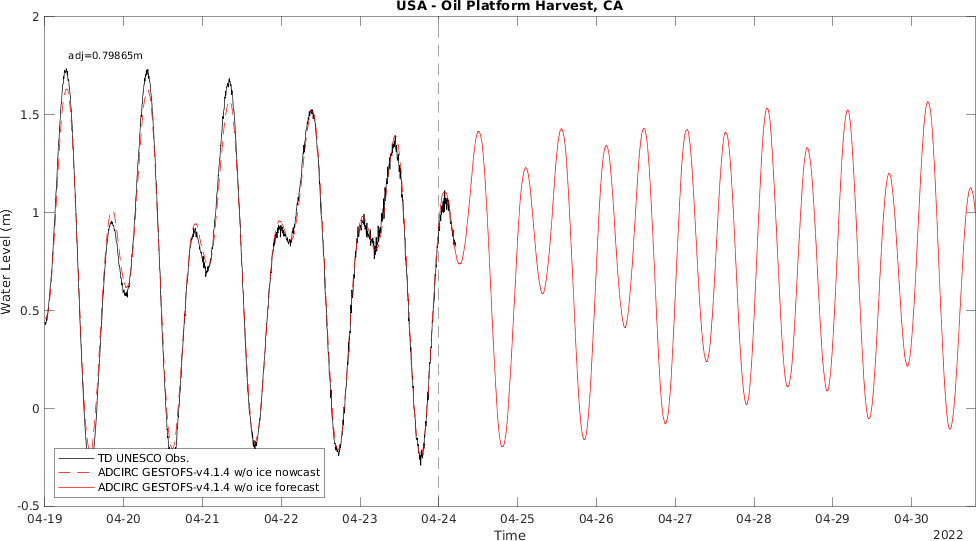 USA - Oil Platform Harvest, CA
adj=0.79865m
Water Level (m)
2
1.5
1
0.5
0
-0.5
TD UNESCO Obs.
ADCIRC GESTOFS-v4.1.4 w/o ice nowcast
ADCIRC GESTOFS-v4.1.4 w/o ice forecast
04-19 04-20 04-21 04-22 04-23 04-24 04-25 04-26 04-27 04-28 04-29 04-30
Time
2022